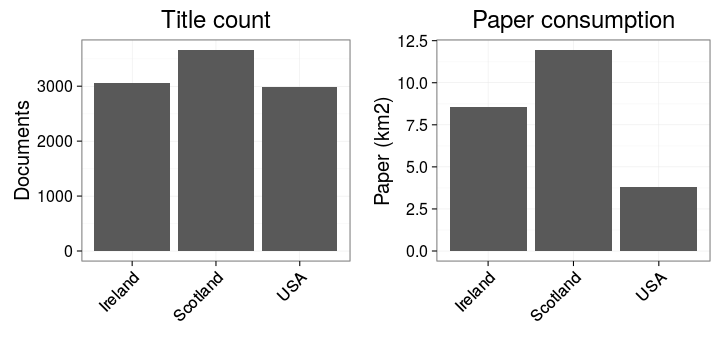 Title count
Documents
3000
2000
1000
0
Ireland
Scotland
USA
Paper consumption
Paper (km2)
12.5
10.0
7.5
5.0
2.5
0.0
Ireland
Scotland
USA